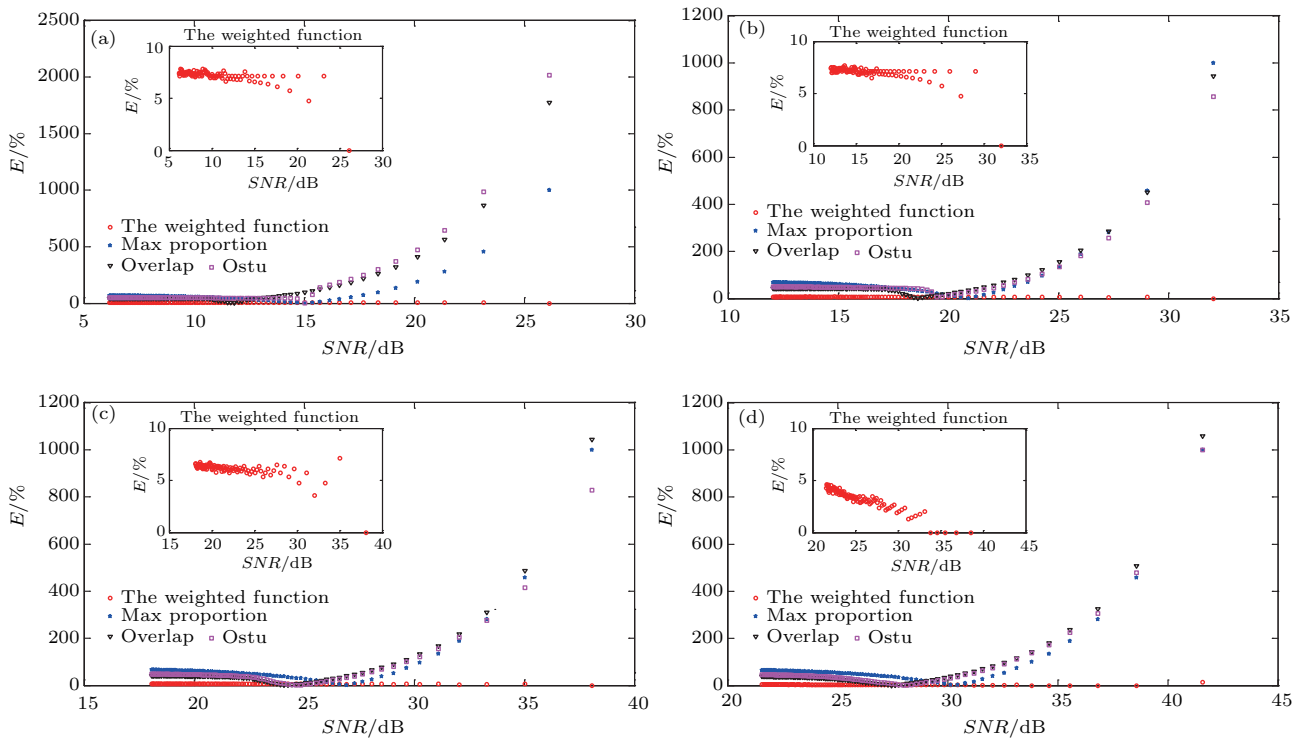 (a)
The weighted function
10
5
0
E/%
5 10 15 20 25 30
SNR/dB
2500
2000
1500
1000
500
0
E/%
The weighted function
Max proportion
Overlap Ostu
5 10 15 20 25 30
SNR/dB
(b)
The weighted function
10
5
0
E/%
10 15 20 25 30 35
SNR/dB
1200
1000
800
600
400
200
0
E/%
The weighted function
Max proportion
Overlap Ostu
10 15 20 25 30 35
SNR/dB
(c)
The weighted function
10
5
0
E/%
15 20 25 30 35 40
SNR/dB
1200
1000
800
600
400
200
0
E/%
The weighted function
Max proportion
Overlap Ostu
15 20 25 30 35 40
SNR/dB
(d)
The weighted function
10
5
0
E/%
20 25 30 35 40 45
SNR/dB
1200
1000
800
600
400
200
0
E/%
The weighted function
Max proportion
Overlap Ostu
20 25 30 35 40 45
SNR/dB